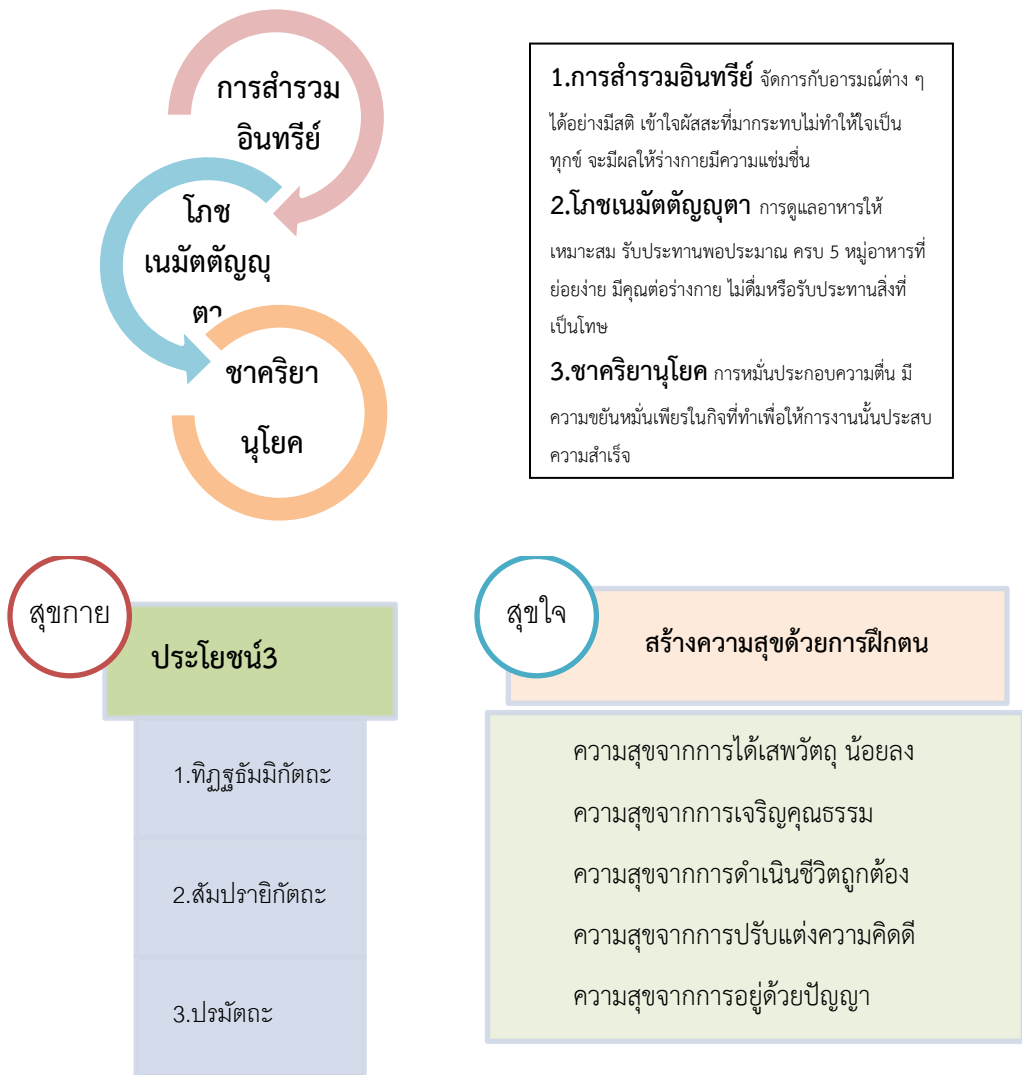 การสำรวม
อินทรีย์
โภช
เนมัตตัญญุ
ตา
ชาคริยา
นุโยค
1.การสำรวมอินทรีย์ จัดการกับอารมณ์ต่าง ๆ
ได้อย่างมีสติ เข้าใจผัสสะที่มากระทบไม่ทำให้ใจเป็น
ทุกข์ จะมีผลให้ร่างกายมีความแช่มชื่น
2.โภชเนมัตตัญญุตา การดูแลอาหารให้
เหมาะสม รับประทานพอประมาณ ครบ 5 หมู่อาหารที่
ย่อยง่าย มีคุณต่อร่างกาย ไม่ดื่มหรือรับประทานสิ่งที่
เป็นโทษ
3.ชาคริยานุโยค การหมั่นประกอบความตื่น มี
ความขยันหมั่นเพียรในกิจที่ทำเพื่อให้การงานนั้นประสบ
ความสำเร็จ
สุขกาย
ประโยชน์3
1.ทิฏฐธัมมิกัตถะ
2.สัมปรายิกัตถะ
3.ปรมัตถะ
สุขใจ
สร้างความสุขด้วยการฝึกตน
ความสุขจากการได้เสพวัตถุ น้อยลง
ความสุขจากการเจริญคุณธรรม
ความสุขจากการดำเนินชีวิตถูกต้อง
ความสุขจากการปรับแต่งความคิดดี
ความสุขจากการอยู่ด้วยปัญญา